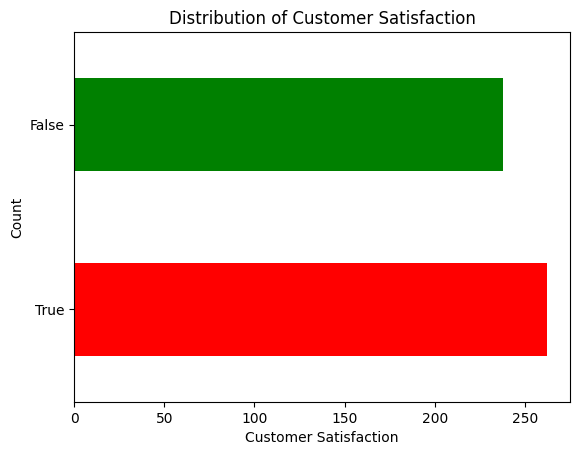 Distribution of Customer Satisfaction
False
Count
True
0 50 100 150 200 250
Customer Satisfaction